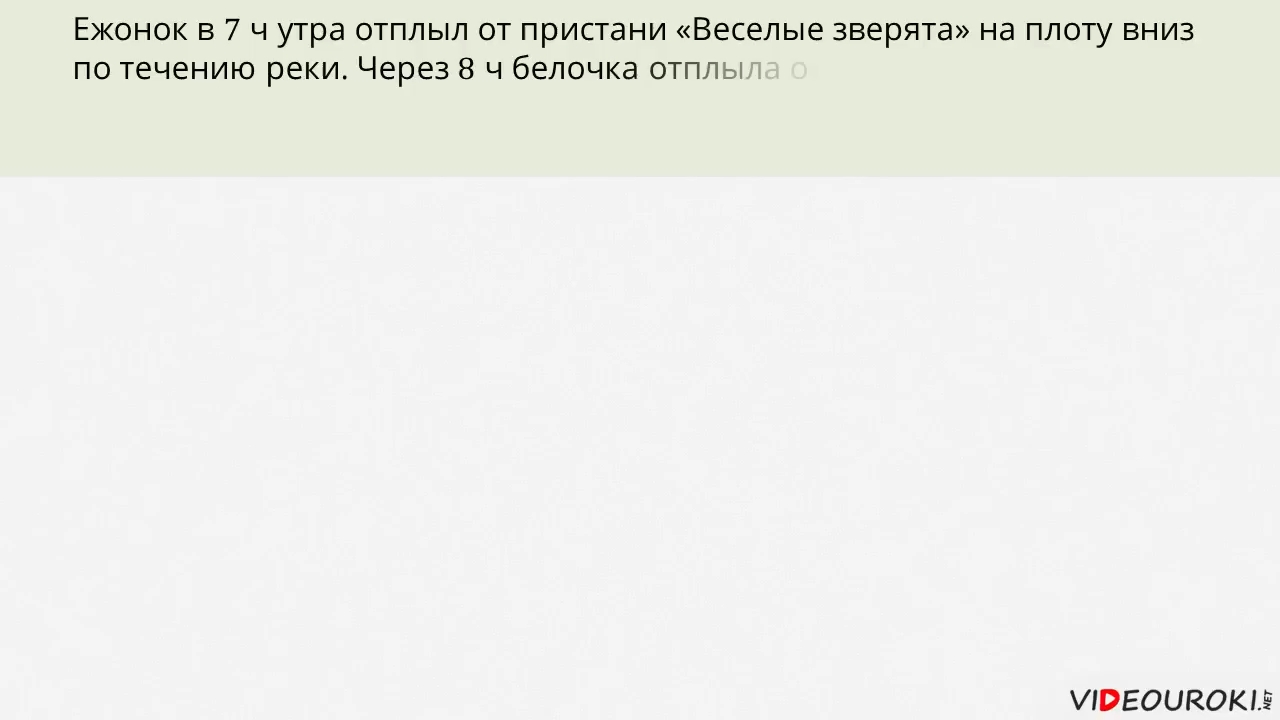 Ежонок в 7 ч утра отплыл от пристани «Веселые зверята» на плоту вниз
по течению реки. Через 8 ч белочка отплыла
VIDEOUROKI.NET